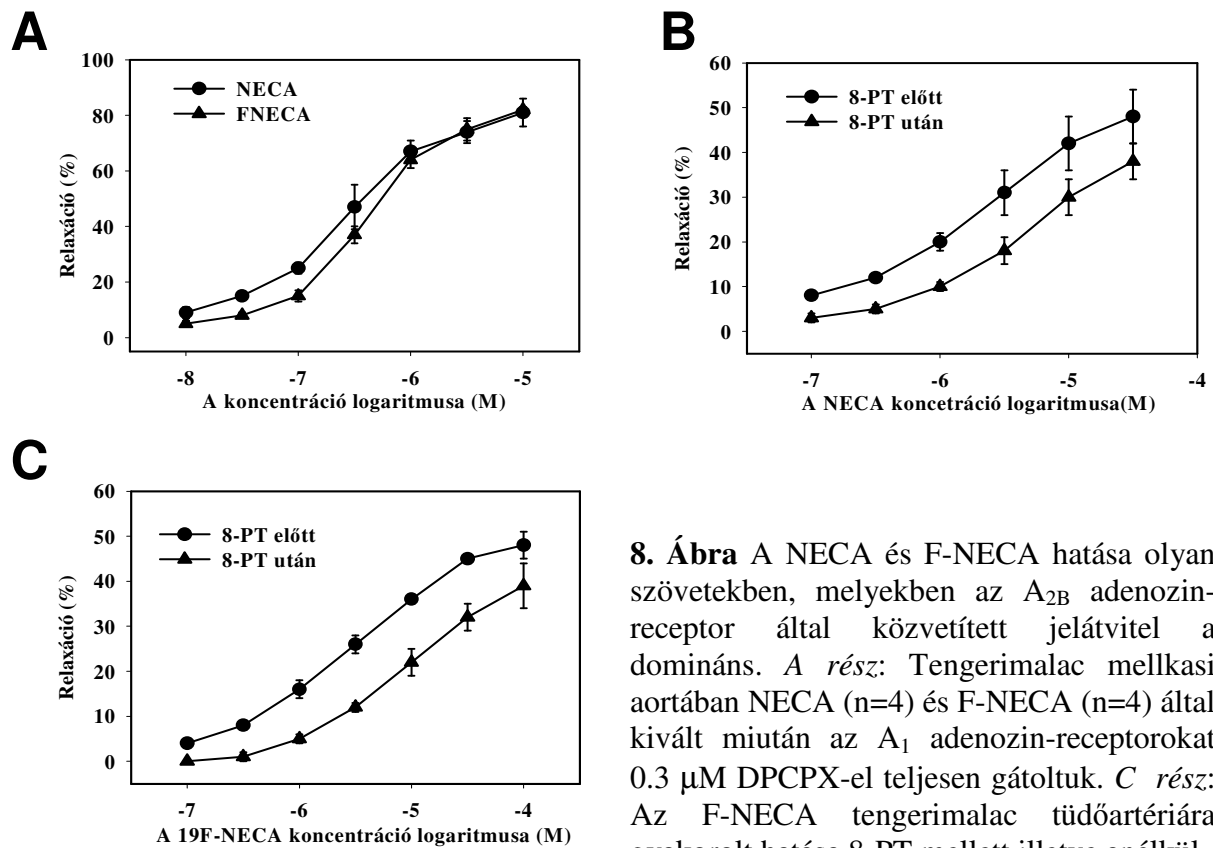 A
100
80
60
40
20
0
Relaxáció (%)
NECA
FNECA
-8 -7 -6 -5
A koncentráció logaritmusa (M)
B
60
50
40
30
20
10
0
Relaxáció (%)
8-PT előtt
8-PT után
-7 -6 -5 -4
A NECA koncetráció logaritmusa(M)
C
60
50
40
30
20
10
0
Relaxáció (%)
8-PT előtt
8-PT után
-7 -6 -5 -4
A 19F-NECA koncentráció logaritmusa (M)
8. Ábra A NECA és F-NECA hatása olyan
szövetekben, melyekben az A2B adenozin-
receptor által közvetített jelátvitel a
domináns. A rész: Tengerimalac mellkasi
aortában NECA (n=4) és F-NECA (n=4) által
kivált miután az A1 adenozin-receptorokat
0.3 µM DPCPX-el teljesen gátoltuk. C rész:
Az F-NECA tengerimalac tüdőartériára